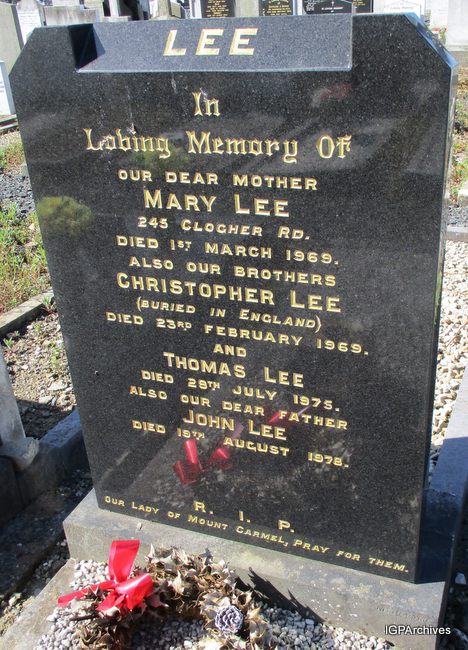 LEE
In
Loving Memory Of
OUR DEAR MOTHER
MARY LEE
245 CLOGHER RD.
DIED 1ST MARCH 1969.
ALSO OUR BROTHERS
CHRISTOPHER LEE
(BURIED IN ENGLAND)
DIED 23RD FEBRUARY 1969.
AND
THOMAS LEE
DIED 29TH JULY 1975.
ALSO OUR DEAR FATHER
JOHN LEE
DIED 19TH AUGUST 1978.
R. I. P.
OUR LADY OF MOUNT CARMEL, PRAY FOR THEM.
IGPArchives